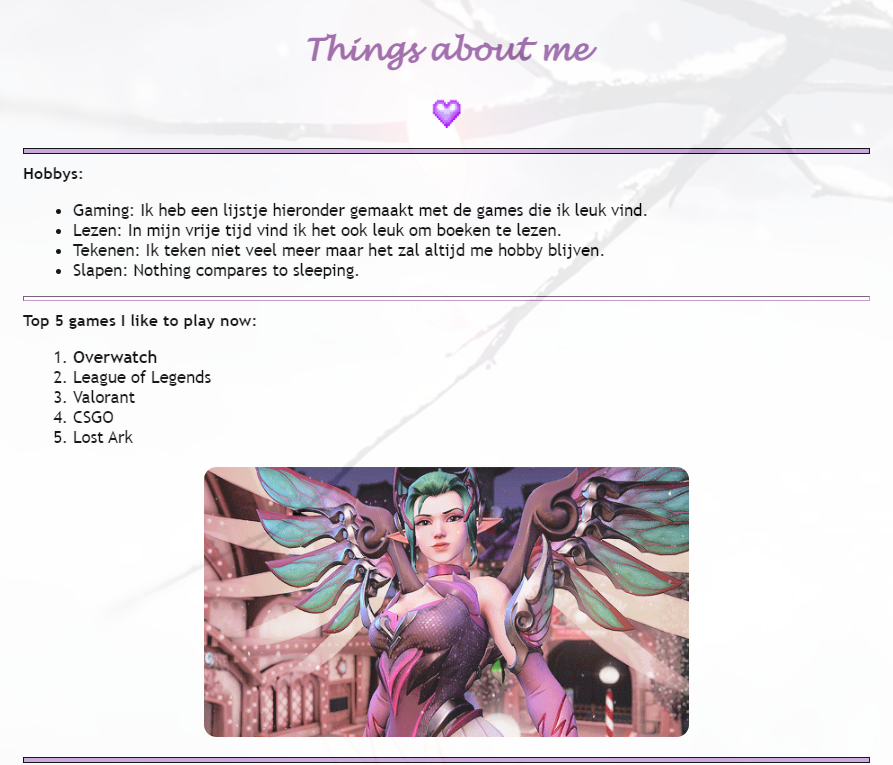 Things about me
Hobbys:
Gaming: Ik heb een lijstje hieronder gemaakt met de games die ik leuk vind.
Lezen: In mijn vrije tijd vind ik het ook leuk om boeken te lezen.
Tekenen: Ik teken niet veel meer maar het zal altijd me hobby blijven.
Slapen: Nothing compares to sleeping.
Top 5 games I like to play now:
1. Overwatch
2. League of Legends
3. Valorant
4. CSGO
5. Lost Ark